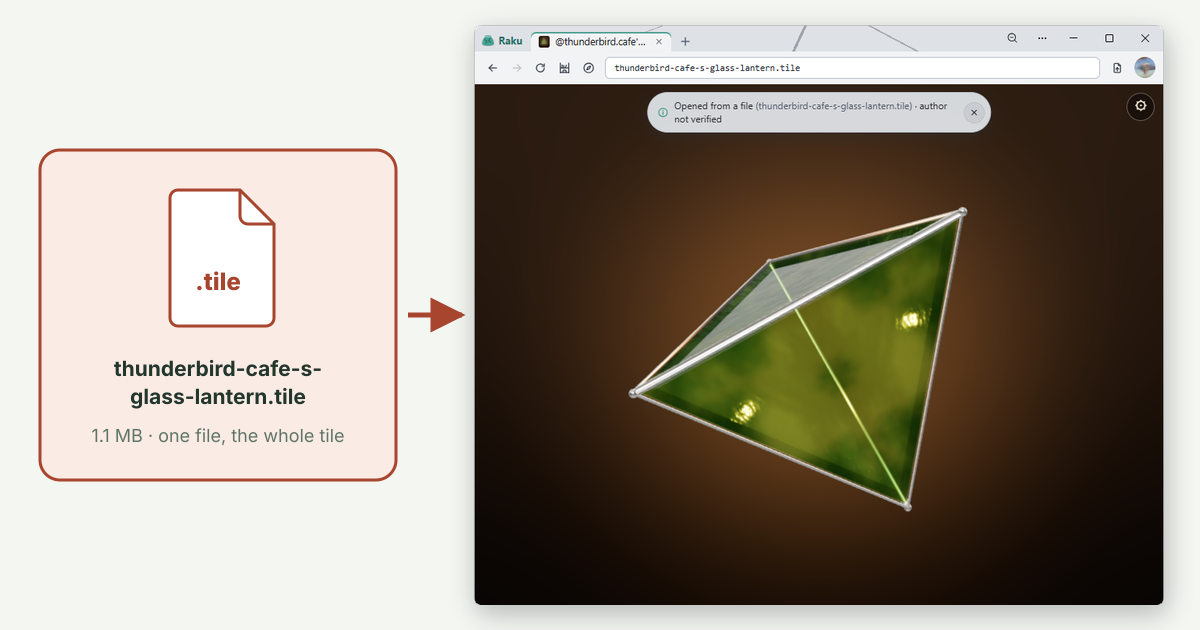 .tile
thunderbird-cafe-s-
glass-lantern.tile
1.1 MB · one file, the whole tile
Raku
@thunderbird.cafe'...
thunderbird-cafe-s-glass-lantern.tile
Opened from a file (thunderbird-cafe-s-glass-lantern.tile) · author
not verified